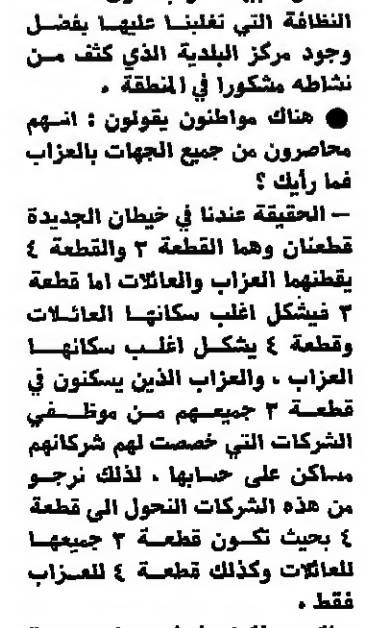 النظافة التي تغلبنا عليها بفضل
وجود مركز البلدية الذي كثف من
نشاطه مشكورا في المنطقة .
● هناك مواطنون يقولون : انهم
محاصرون من جميع الجهات بالعزاب
فما رأيك ؟
— الحقيقة عندنا في خيطان الجديدة
قطعتان وهما القطعة ٣ والقطعة ٤
يقطنهما العزاب والعائلات اما قطعة
٣ فيشكل اغلب سكانها العائلات
وقطعة ٤ يشكل اغلب سكانها
العزاب . والعزاب الذين يسكنون في
قطعة ٣ جميعهم من موظفي
الشركات التي خصصت لهم شركاتهم
مساكن على حسابها . لذلك نرجو
من هذه الشركات التحول الى قطعة
٤ بحيث تكون قطعة ٣ جميعها
للعائلات وكذلك قطعة ٤ للعزاب
فقط .